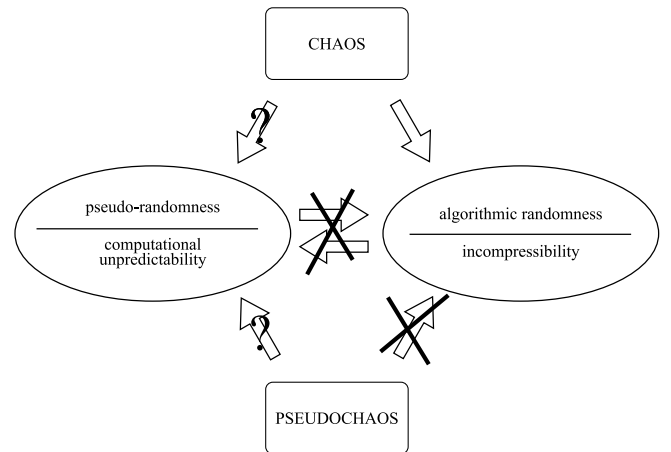 CHAOS
?
pseudo-randomness
computational
unpredictability
algorithmic randomness
incompressibility
?
PSEUDOCHAOS